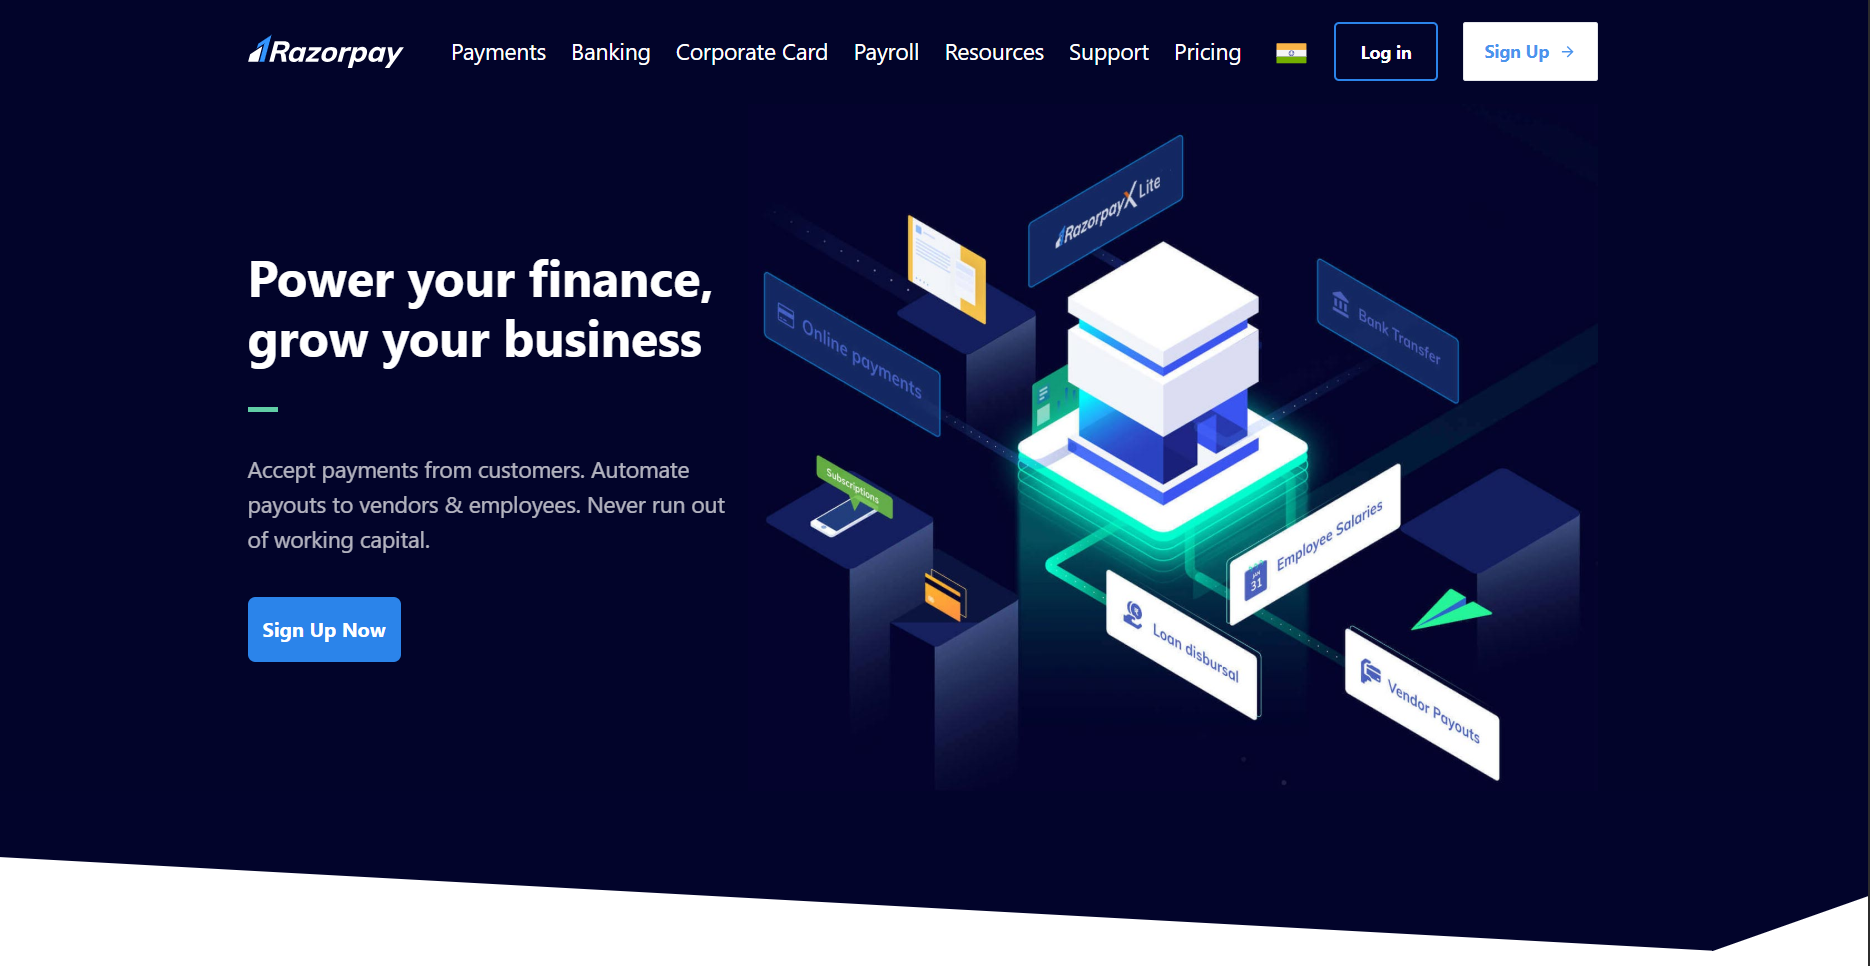 Razorpay
Payments
Banking
Corporate Card
Payroll
Resources
Support
Pricing
Log in
Sign Up
Power your finance,
grow your business
Accept payments from customers. Automate
payouts to vendors & employees. Never run out
of working capital.
Sign Up Now
RazorpayX Lite
Online payments
Bank Transfer
Subscriptions
Employee Salaries
JAN
31
Loan disbursal
Vendor Payouts